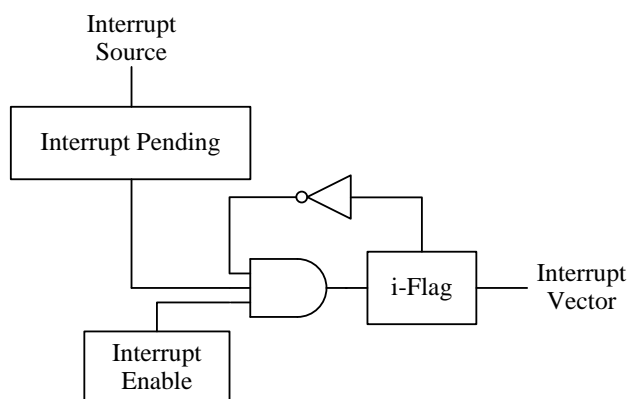 Interrupt
Source
Interrupt Pending
i-Flag
Interrupt
Vector
Interrupt
Enable